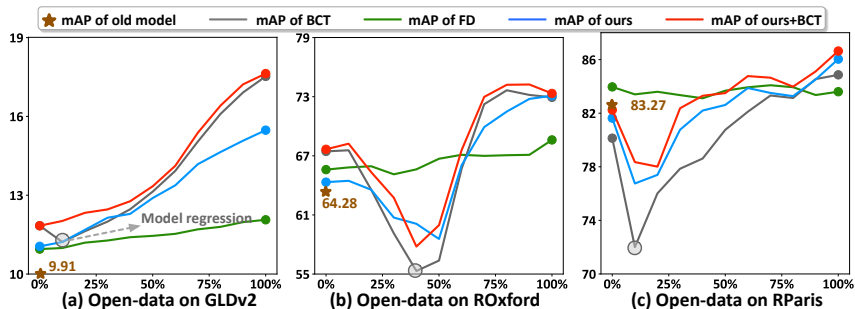 mAP of old model mAP of BCT mAP of FD mAP of ours mAP of ours+BCT
19
16
13
10
9.91
Model regression
0% 25% 50% 75% 100%
(a) Open-data on GLDv2
79
73
67
61
55
64.28
0% 25% 50% 75% 100%
(b) Open-data on ROxford
86
82
78
74
70
83.27
0% 25% 50% 75% 100%
(c) Open-data on RParis